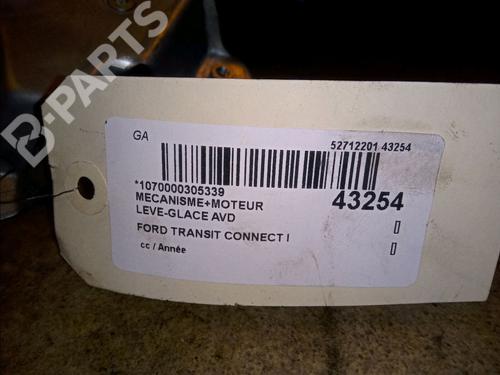 B-PARTS
GA
52712201 43254
*1070000305339
MECANISME+MOTEUR
LEVE-GLACE AVD
43254
FORD TRANSIT CONNECT I
cc / Année